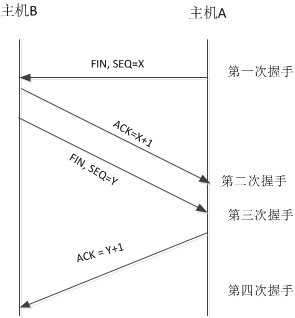 主机B
主机A
FIN, SEQ=X
第一次握手
ACK=X+1
第二次握手
FIN, SEQ=Y
第三次握手
ACK = Y+1
第四次握手